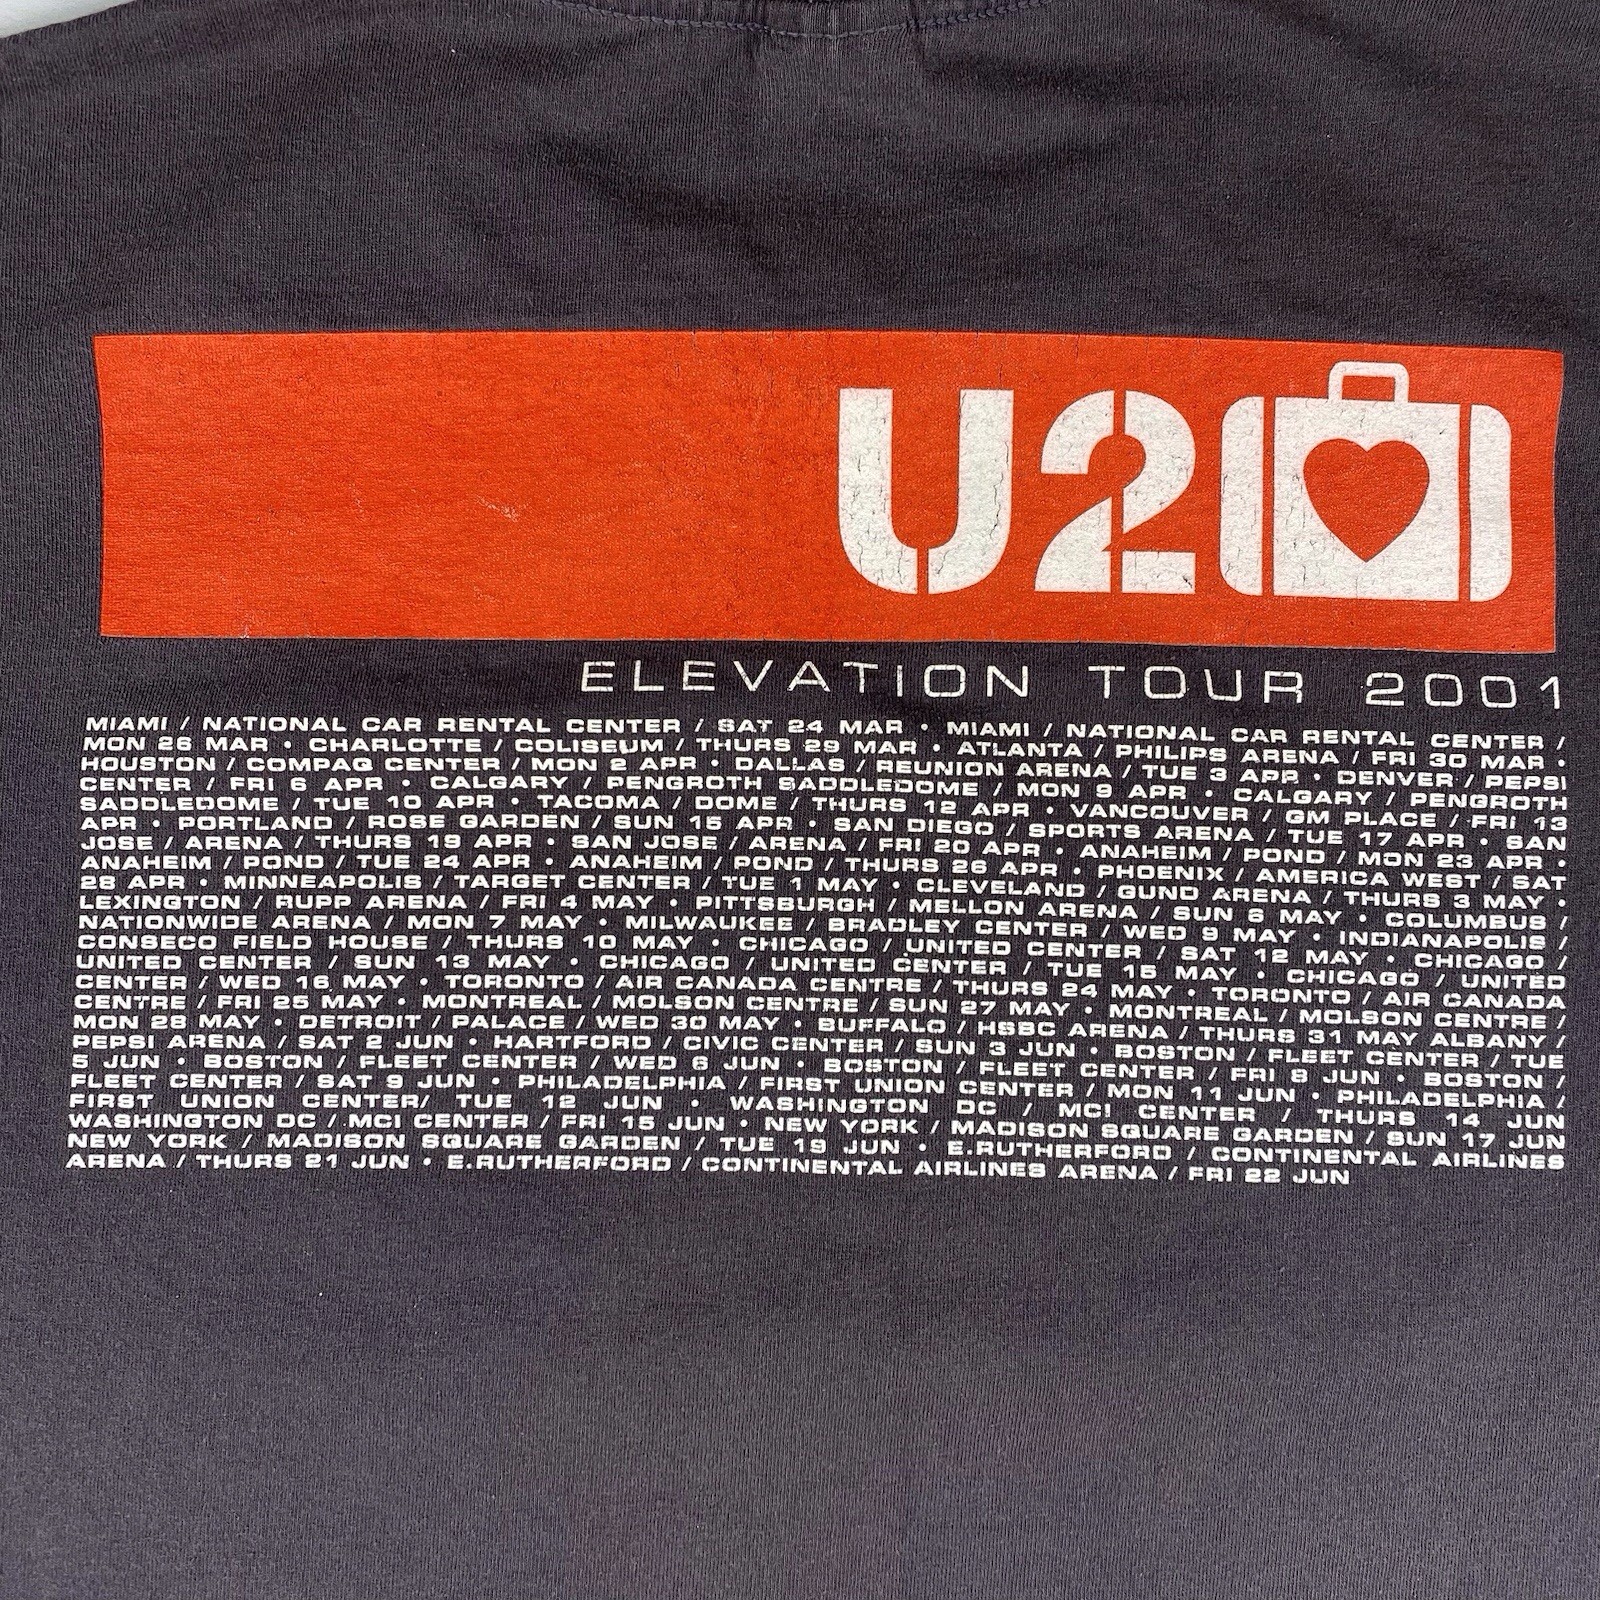 U2
ELEVATION TOUR 2001
MIAMI / NATIONAL CAR RENTAL CENTER / SAT 24 MAR • MIAMI / NATIONAL CAR RENTAL CENTER /
MON 26 MAR • CHARLOTTE / COLISEUM / THURS 29 MAR • ATLANTA / PHILIPS ARENA / FRI 30 MAR •
HOUSTON / COMPAQ CENTER / MON 2 APR • DALLAS / REUNION ARENA / TUE 3 APR • DENVER / PEPSI
CENTER / FRI 6 APR • CALGARY / PENGROTH SADDLEDOME / MON 9 APR • CALGARY / PENGROTH
SADDLEDOME / TUE 10 APR • TACOMA / DOME / THURS 12 APR • VANCOUVER / GM PLACE / FRI 13
APR • PORTLAND / ROSE GARDEN / SUN 15 APR • SAN DIEGO / SPORTS ARENA / TUE 17 APR • SAN
JOSE / ARENA / THURS 19 APR • SAN JOSE / ARENA / FRI 20 APR • ANAHEIM / POND / MON 23 APR •
ANAHEIM / POND / TUE 24 APR • ANAHEIM / POND / THURS 26 APR • PHOENIX / AMERICA WEST / SAT
28 APR • MINNEAPOLIS / TARGET CENTER / TUE 1 MAY • CLEVELAND / GUND ARENA / THURS 3 MAY •
LEXINGTON / RUPP ARENA / FRI 4 MAY • PITTSBURGH / MELLON ARENA / SUN 6 MAY • COLUMBUS /
NATIONWIDE ARENA / MON 7 MAY • MILWAUKEE / BRADLEY CENTER / WED 9 MAY • INDIANAPOLIS /
CONSECO FIELD HOUSE / THURS 10 MAY • CHICAGO / UNITED CENTER / SAT 12 MAY • CHICAGO /
UNITED CENTER / SUN 13 MAY • CHICAGO / UNITED CENTER / TUE 15 MAY • CHICAGO / UNITED
CENTER / WED 16 MAY • TORONTO / AIR CANADA CENTRE / THURS 24 MAY • TORONTO / AIR CANADA
CENTRE / FRI 25 MAY • MONTREAL / MOLSON CENTRE / SUN 27 MAY • MONTREAL / MOLSON CENTRE /
MON 28 MAY • DETROIT / PALACE / WED 30 MAY • BUFFALO / HSBC ARENA / THURS 31 MAY ALBANY /
PEPSI ARENA / SAT 2 JUN • HARTFORD / CIVIC CENTER / SUN 3 JUN • BOSTON / FLEET CENTER / TUE
5 JUN • BOSTON / FLEET CENTER / WED 6 JUN • BOSTON / FLEET CENTER / FRI 8 JUN • BOSTON /
FLEET CENTER / SAT 9 JUN • PHILADELPHIA / FIRST UNION CENTER / MON 11 JUN • PHILADELPHIA /
FIRST UNION CENTER/ TUE 12 JUN • WASHINGTON DC / MCI CENTER / THURS 14 JUN
WASHINGTON DC / MCI CENTER / FRI 15 JUN • NEW YORK / MADISON SQUARE GARDEN / SUN 17 JUN
NEW YORK / MADISON SQUARE GARDEN / TUE 19 JUN • E.RUTHERFORD / CONTINENTAL AIRLINES
ARENA / THURS 21 JUN • E.RUTHERFORD / CONTINENTAL AIRLINES ARENA / FRI 22 JUN